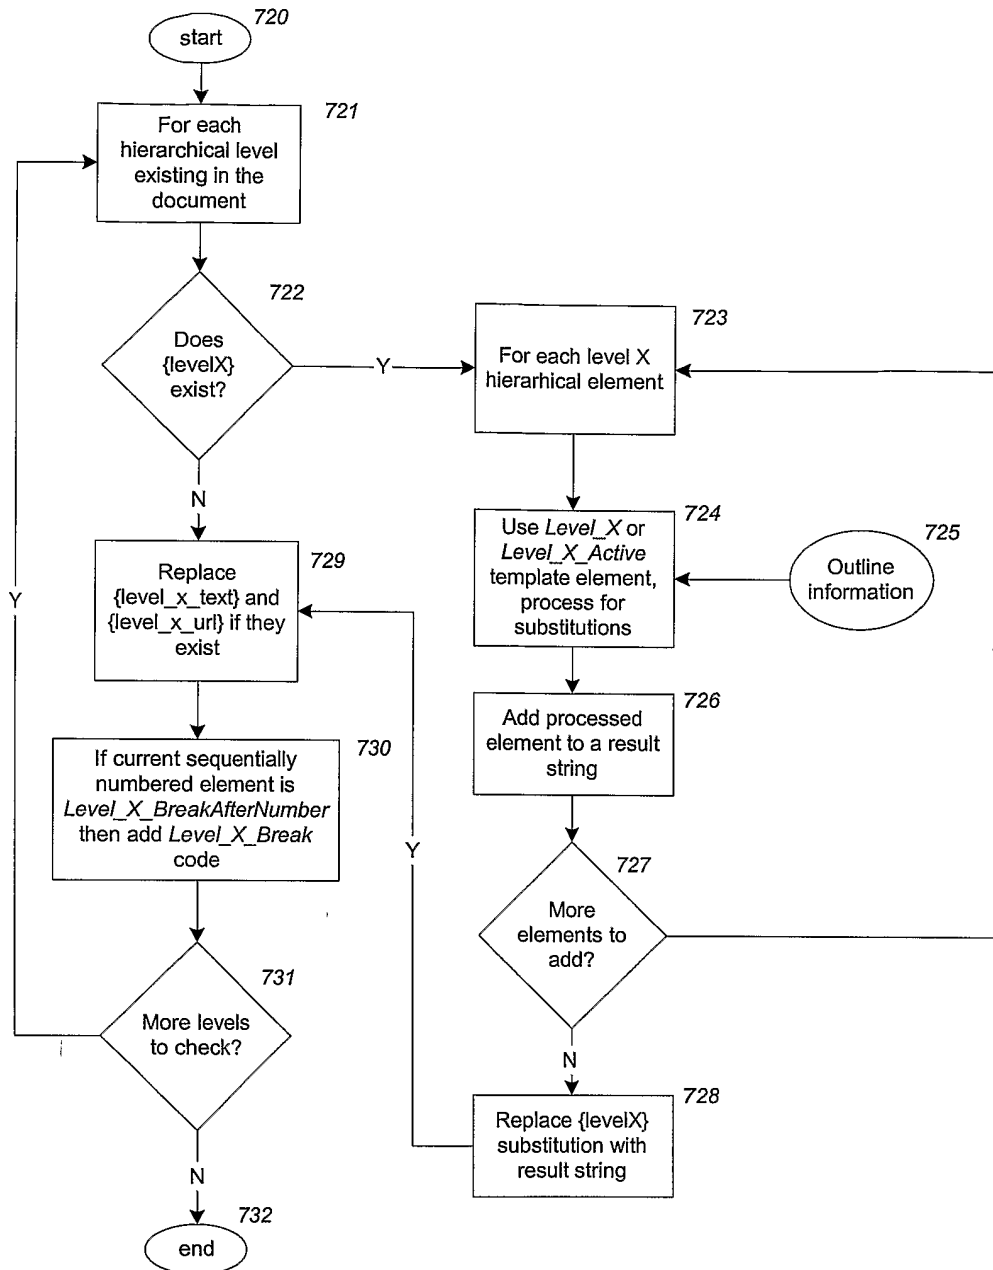 720
start
721
For each
hierarchical level
existing in the
document
722
Does
{levelX}
exist?
Y
N
723
For each level X
hierarhical element
724
Use Level_X or
Level_X_Active
template element,
process for
substitutions
725
Outline
information
726
Add processed
element to a result
string
727
More
elements to
add?
N
728
Replace {levelX}
substitution with
result string
Y
729
Replace
{level_x_text} and
{level_x_url} if they
exist
730
If current sequentially
numbered element is
Level_X_BreakAfterNumber
then add Level_X_Break
code
731
More levels
to check?
Y
N
732
end